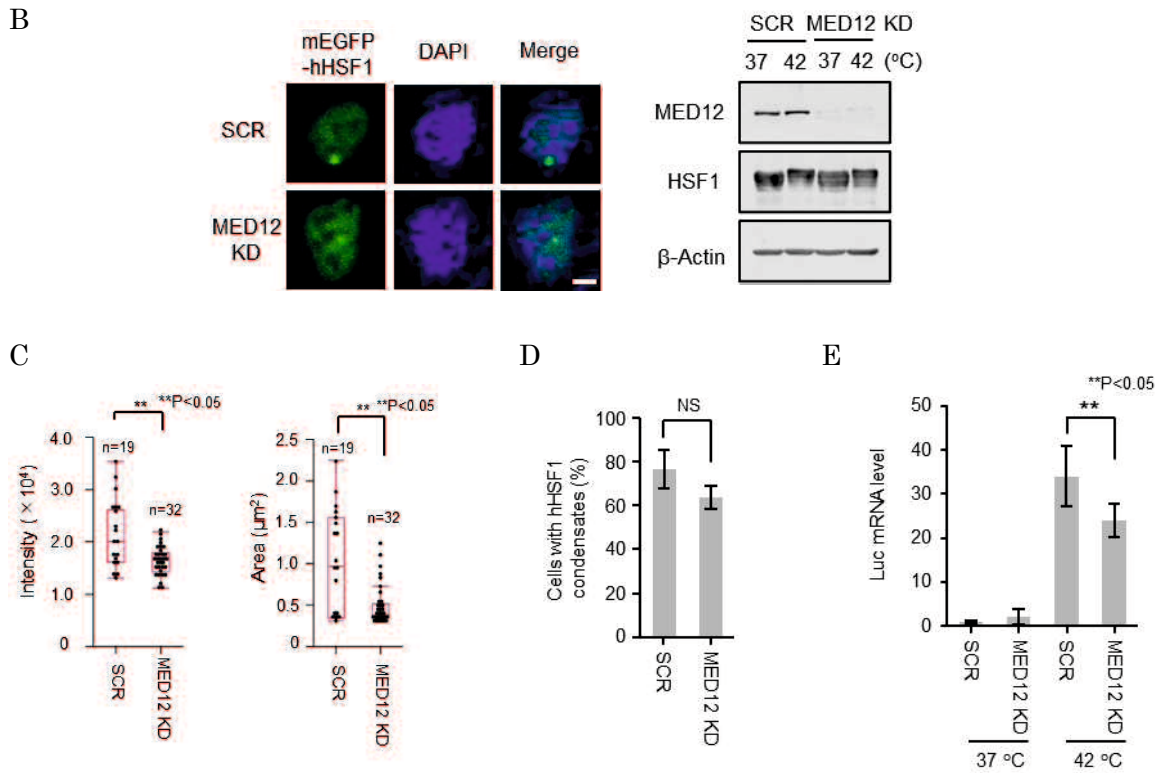 B
mEGFP
-hHSF1
DAPI
Merge
SCR
MED12
KD
SCR MED12 KD
37 42 37 42 (ºC)
MED12
HSF1
β-Actin
C
** **P<0.05
Intensity ( × 10⁴)
4.0
3.0
2.0
1.0
0
n=19
n=32
SCR
MED12 KD
** **P<0.05
Area (μm²)
2.5
2.0
1.5
1.0
0.5
0
n=19
n=32
SCR
MED12 KD
D
NS
Cells with hHSF1
condensates (%)
100
80
60
40
20
0
SCR
MED12 KD
E
**P<0.05
**
Luc mRNA level
50
40
30
20
10
0
SCR
MED12 KD
SCR
MED12 KD
37 ºC
42 ºC